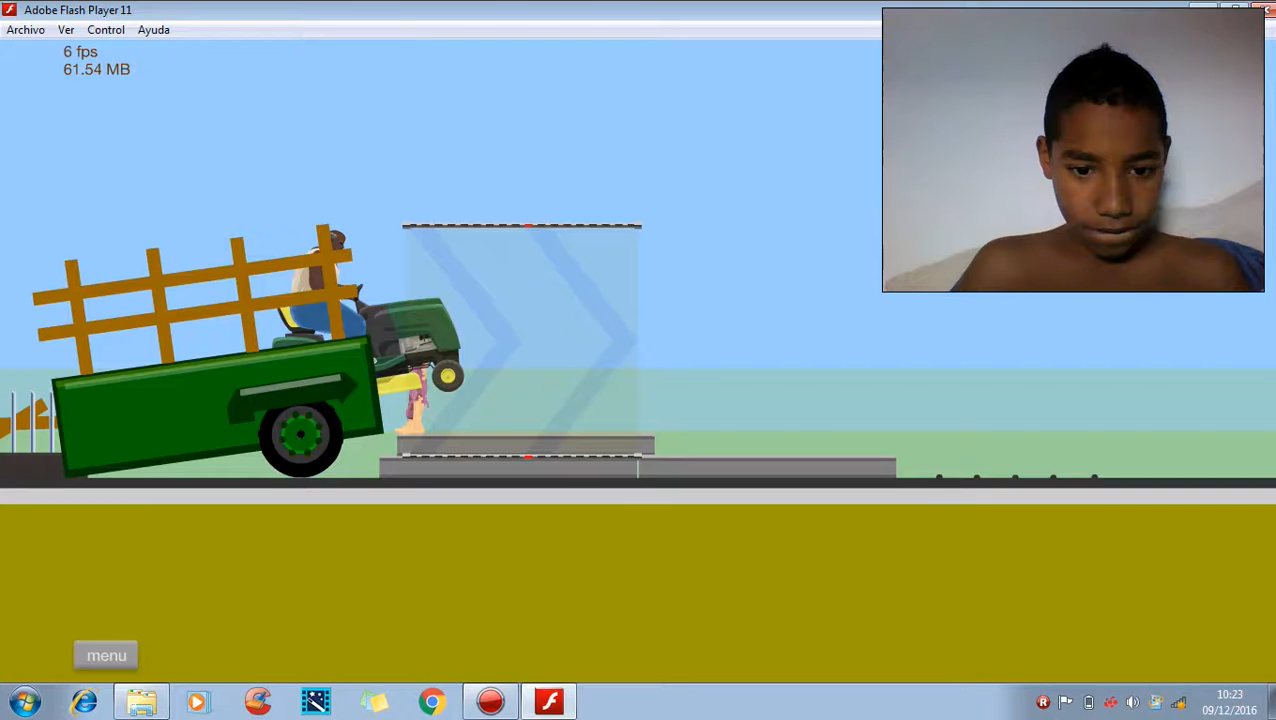 Adobe Flash Player 11
Archivo Ver Control Ayuda
6 fps
61.54 MB
menu
10:23
09/12/2016